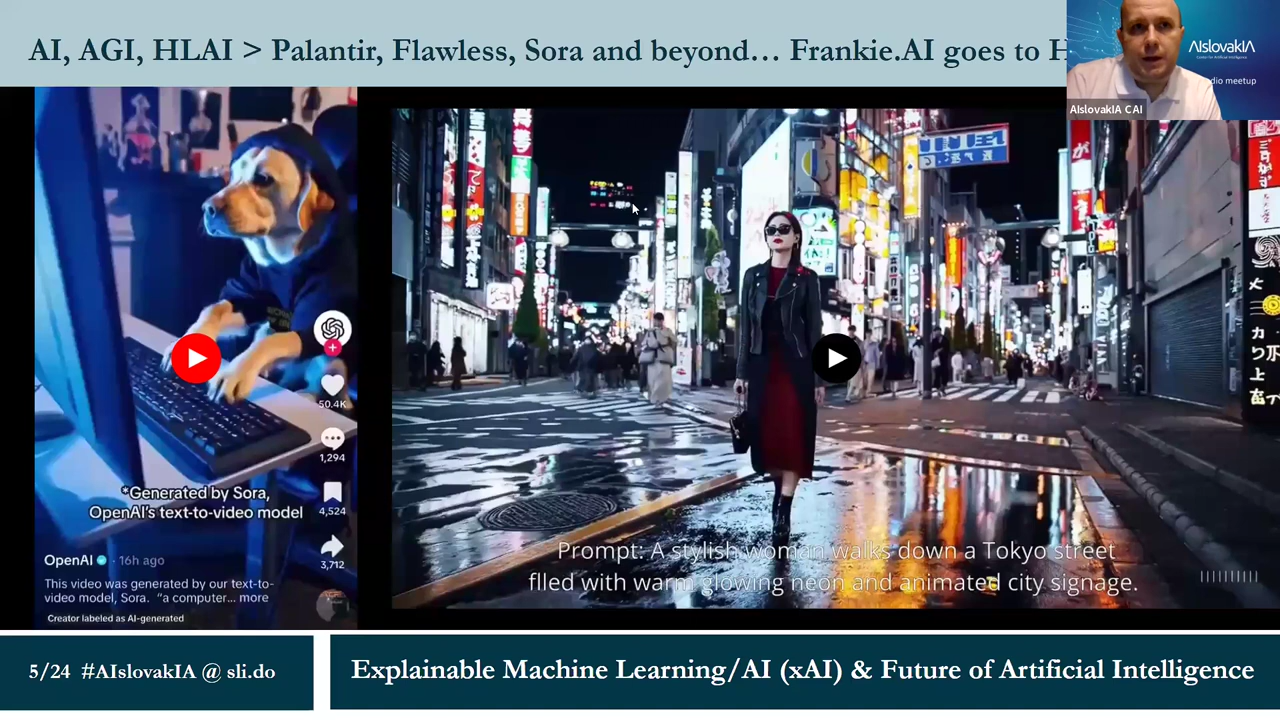 AI, AGI, HLAI > Palantir, Flawless, Sora and beyond… Frankie.AI goes to H
AIslovakIA
dio meetup
AIslovakIA CAI
50.4K
1,294
4,524
3,712
*Generated by Sora,
OpenAI's text-to-video model
OpenAI · 16h ago
This video was generated by our text-to-
video model, Sora. "a computer... more
Creator labeled as AI-generated
Prompt: A stylish woman walks down a Tokyo street
filled with warm glowing neon and animated city signage.
5/24 #AIslovakIA @ sli.do
Explainable Machine Learning/AI (xAI) & Future of Artificial Intelligence